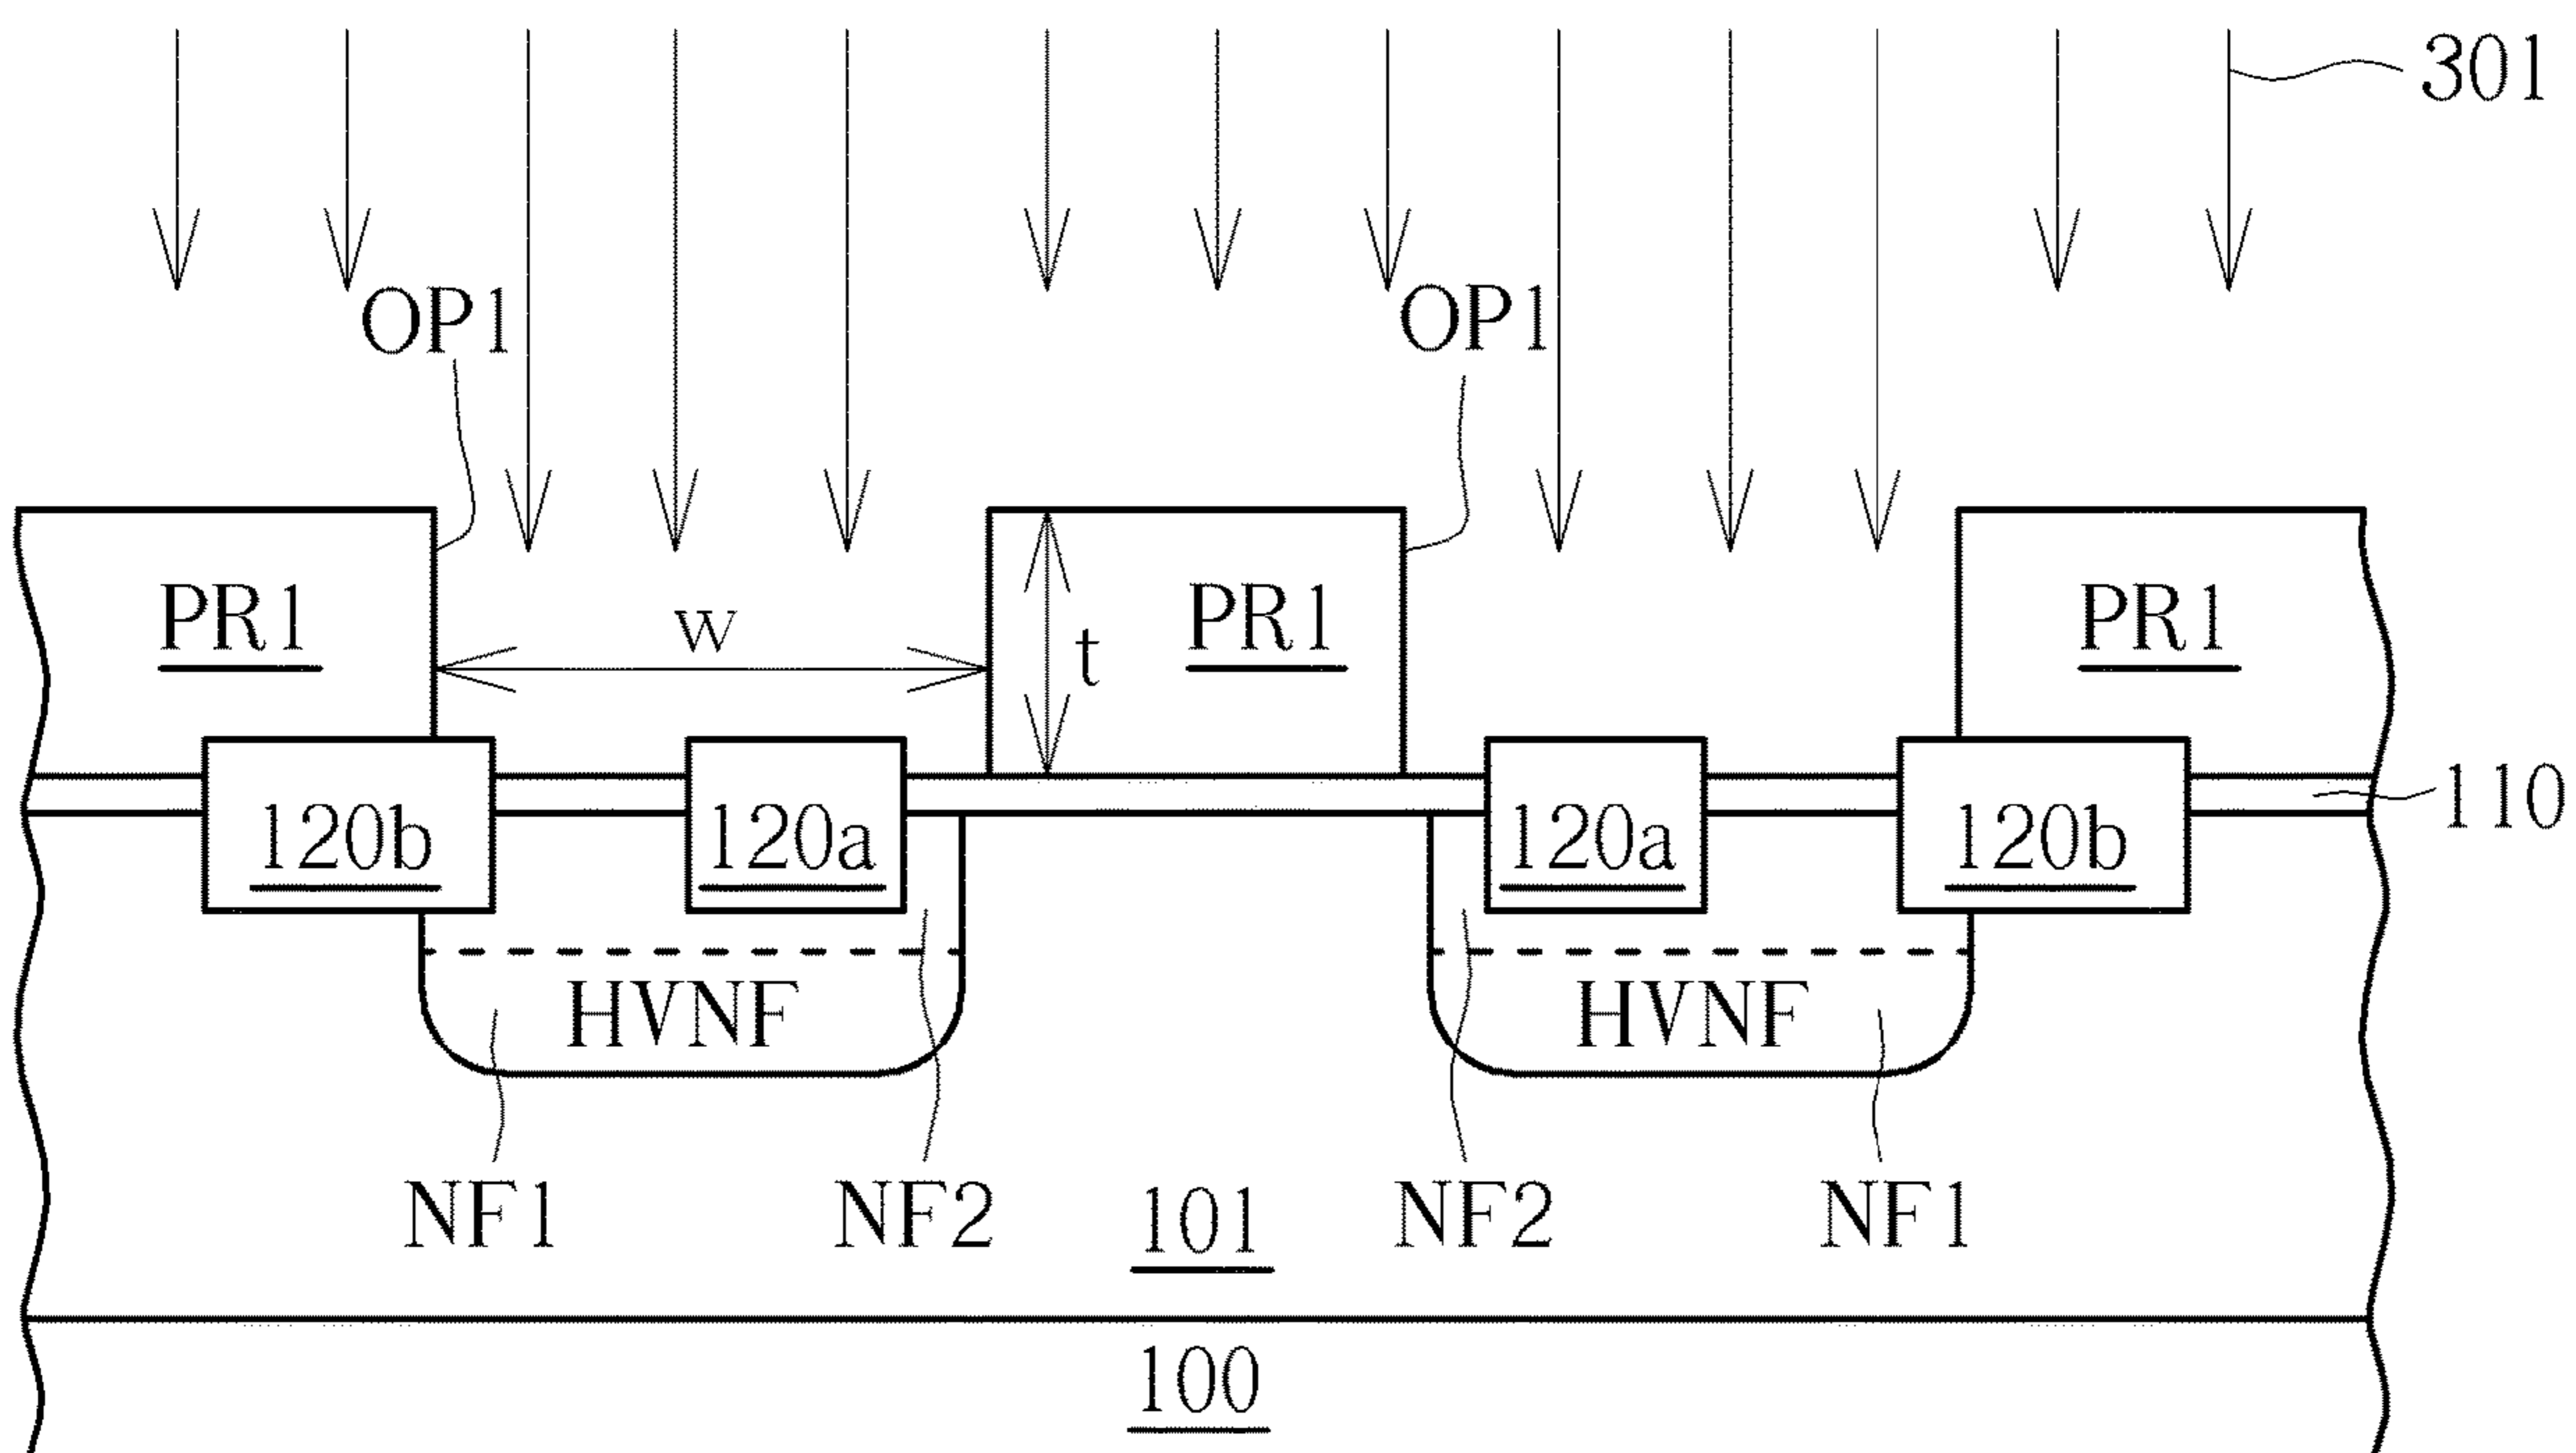 301
OP1 OP1
PR1 w t PR1 PR1
110
120b 120a 120a 120b
HVNF HVNF
NF1 NF2 NF2 NF1
101
100